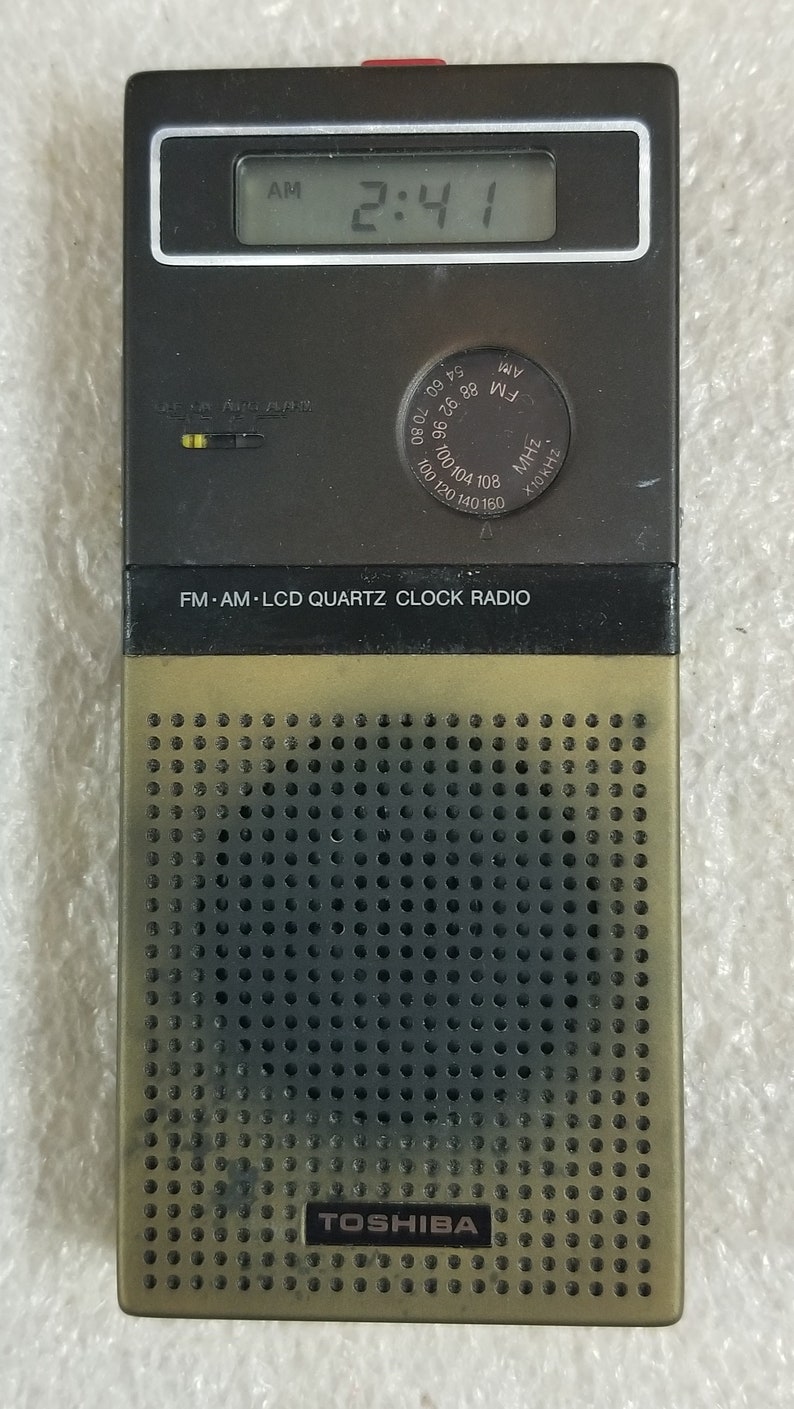 AM 2:41
AM
FM
54 60 70 80 100 120 140 160
88 92 96 100 104 108
MHz
X10KHz
OFF ON AUTO ALARM
FM·AM·LCD QUARTZ CLOCK RADIO
TOSHIBA